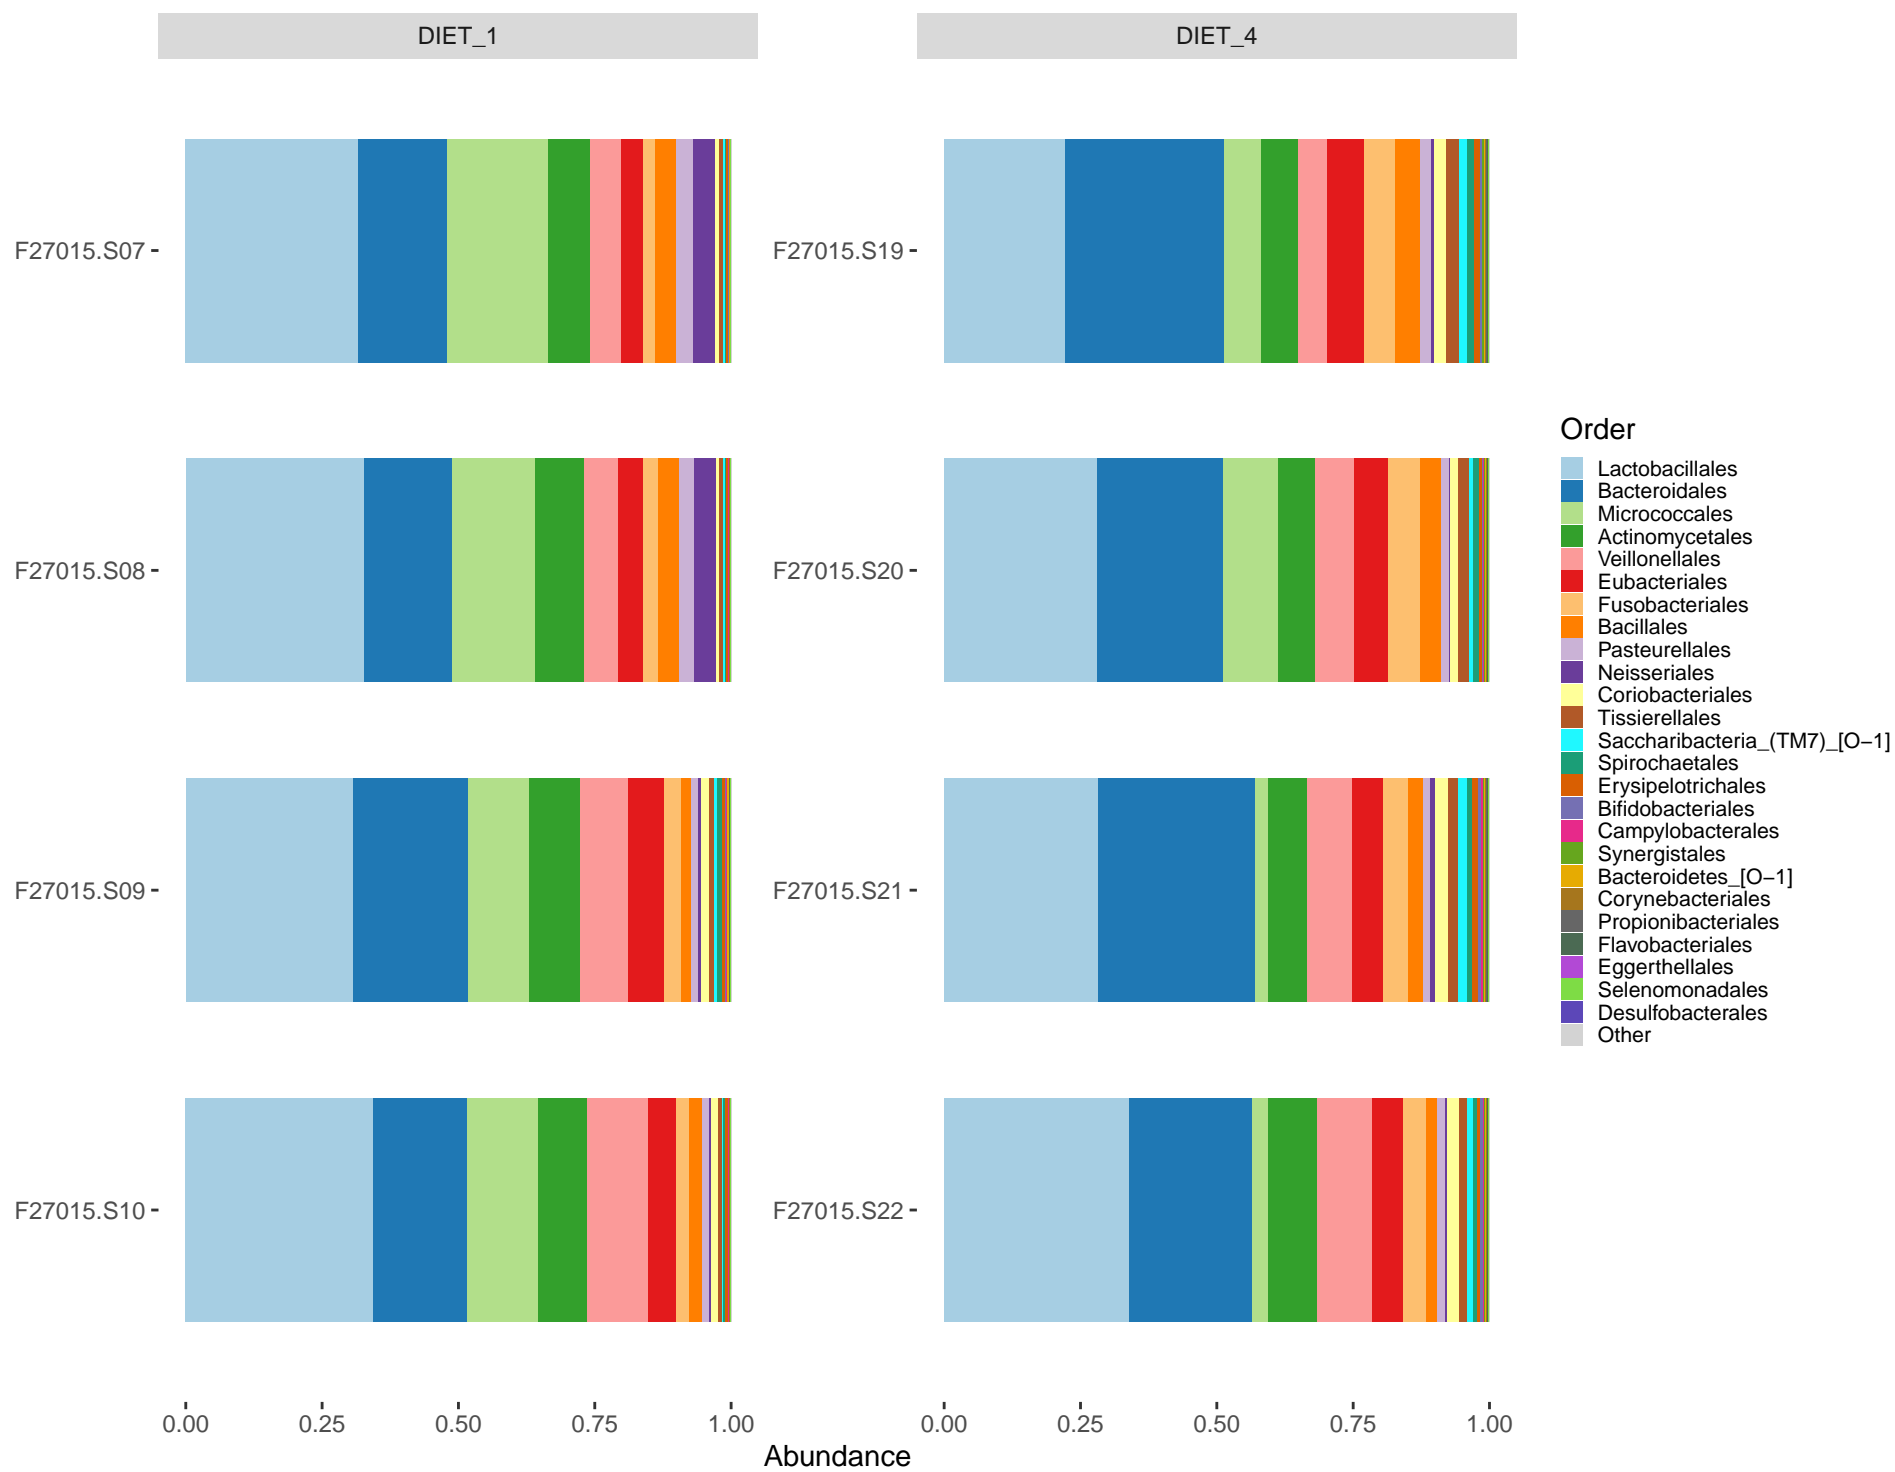 DIET_1
DIET_4
F27015.S07
F27015.S19
F27015.S08
F27015.S20
F27015.S09
F27015.S21
F27015.S10
F27015.S22
0.00 0.25 0.50 0.75 1.00
0.00 0.25 0.50 0.75 1.00
Abundance
Order
Lactobacillales
Bacteroidales
Micrococcales
Actinomycetales
Veillonellales
Eubacteriales
Fusobacteriales
Bacillales
Pasteurellales
Neisseriales
Coriobacteriales
Tissierellales
Saccharibacteria_(TM7)_[O−1]
Spirochaetales
Erysipelotrichales
Bifidobacteriales
Campylobacterales
Synergistales
Bacteroidetes_[O−1]
Corynebacteriales
Propionibacteriales
Flavobacteriales
Eggerthellales
Selenomonadales
Desulfobacterales
Other